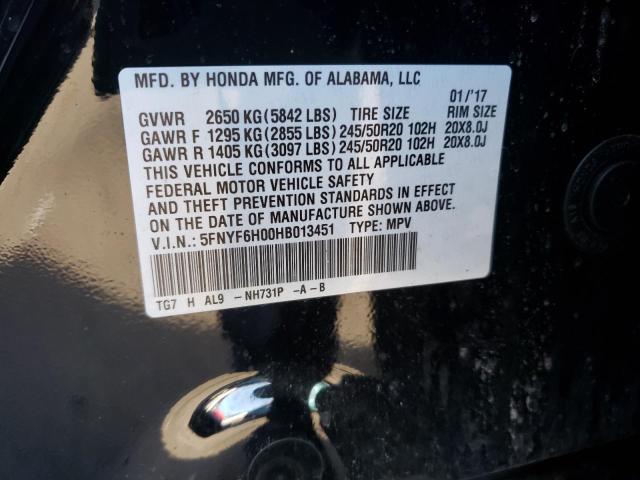 MFD. BY HONDA MFG. OF ALABAMA, LLC
01/'17
GVWR 2650 KG(5842 LBS) TIRE SIZE RIM SIZE
GAWR F 1295 KG(2855 LBS) 245/50R20 102H 20X8.0J
GAWR R 1405 KG(3097 LBS) 245/50R20 102H 20X8.0J
THIS VEHICLE CONFORMS TO ALL APPLICABLE
FEDERAL MOTOR VEHICLE SAFETY
AND THEFT PREVENTION STANDARDS IN EFFECT
ON THE DATE OF MANUFACTURE SHOWN ABOVE.
V.I.N.: 5FNYF6H00HB013451 TYPE: MPV
TG7 H AL9 -NH731P -A-B